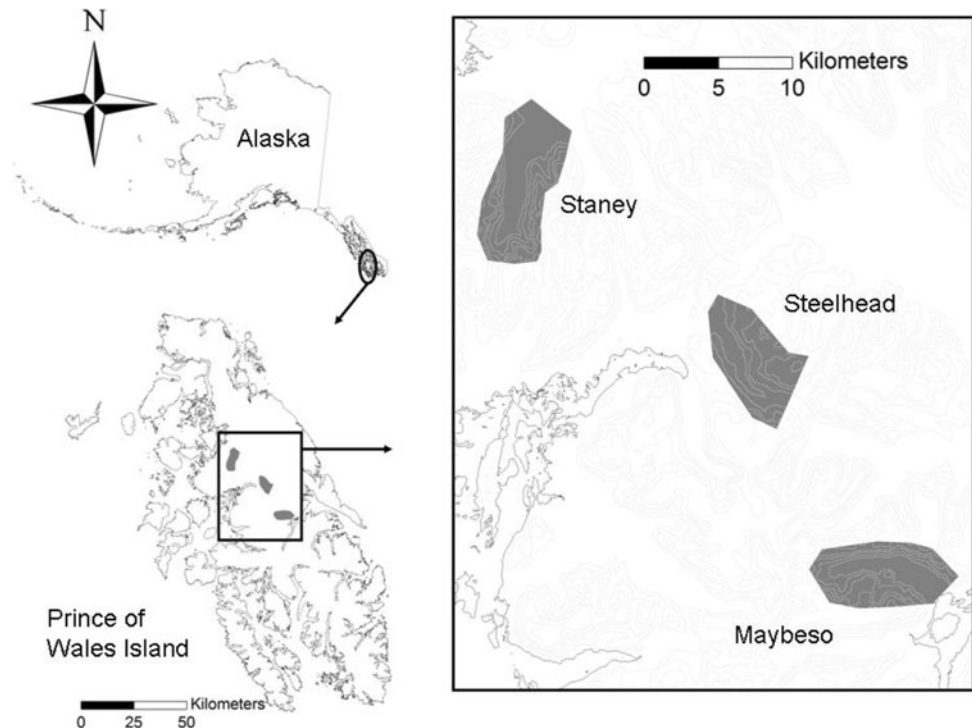 N
Alaska
Prince of
Wales Island
Kilometers
0 25 50
Kilometers
0 5 10
Staney
Steelhead
Maybeso